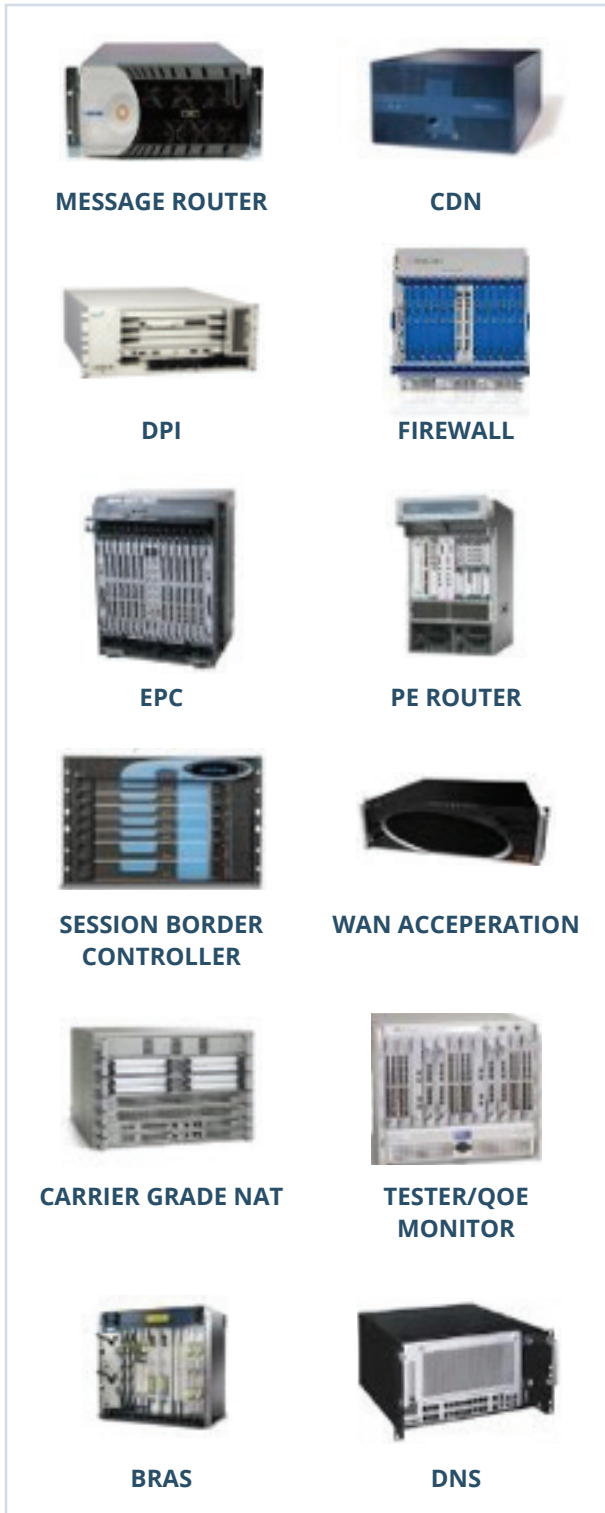 MESSAGE ROUTER
CDN
DPI
FIREWALL
EPC
PE ROUTER
SESSION BORDER
CONTROLLER
WAN ACCEPERATION
CARRIER GRADE NAT
TESTER/QOE
MONITOR
BRAS
DNS